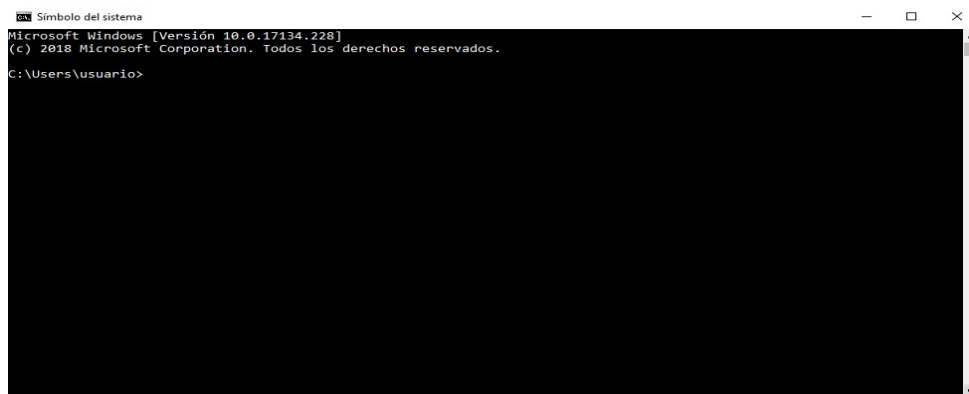 Símbolo del sistema
Microsoft Windows [Versión 10.0.17134.228]
(c) 2018 Microsoft Corporation. Todos los derechos reservados.
C:\Users\usuario>